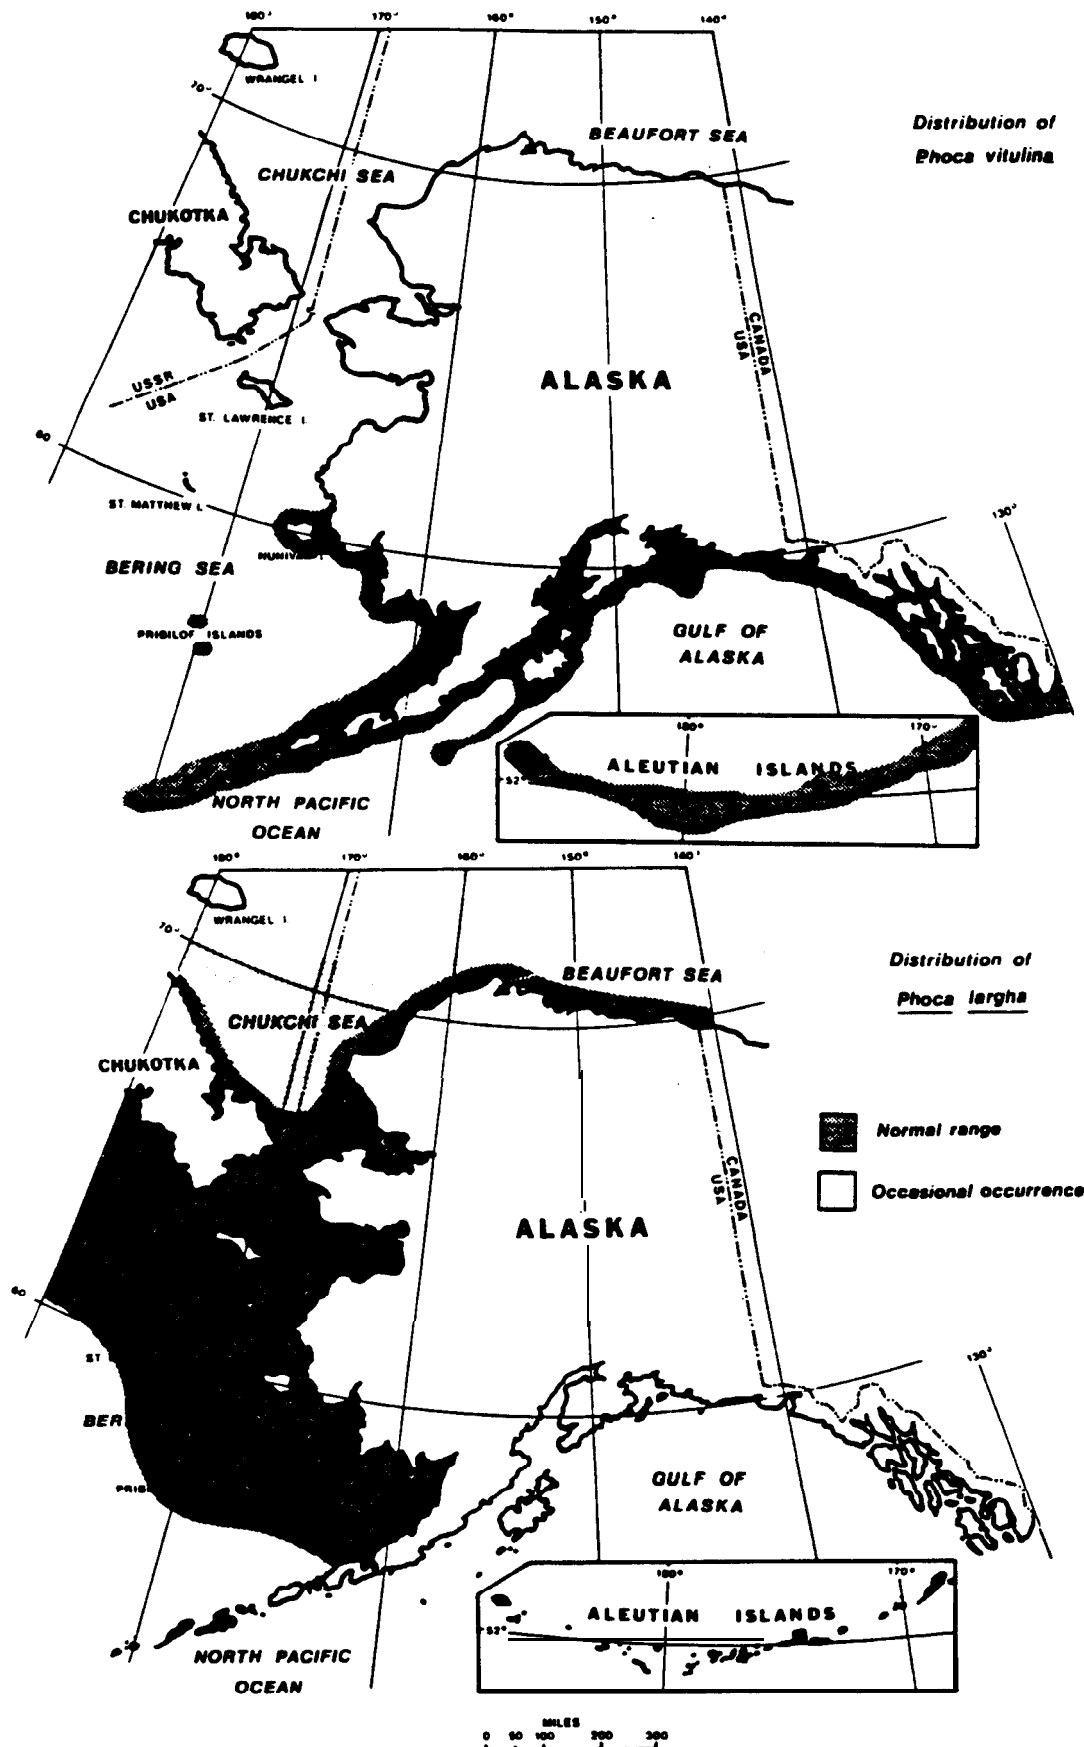 180° 170° 160° 150° 140°
WRANGEL I.
70°
BEAUFORT SEA
Distribution of
Phoca vitulina
CHUKCHI SEA
CHUKOTKA
CANADA
USA
ALASKA
USSR
USA
ST. LAWRENCE I.
60
ST. MATTHEW I.
130°
BERING SEA
PRIBILOF ISLANDS
GULF OF
ALASKA
180° 170°
ALEUTIAN ISLANDS
52°
NORTH PACIFIC
OCEAN
180° 170° 160° 150°
WRANGEL I.
70°
BEAUFORT SEA
Distribution of
Phoca largha
CHUKCHI SEA
CHUKOTKA
Normal range
CANADA
USA
Occasional occurrence
ALASKA
60
ST.
130°
BER
PRIB
GULF OF
ALASKA
180° 170°
ALEUTIAN ISLANDS
52°
NORTH PACIFIC
OCEAN
MILES
0 50 100 200 300